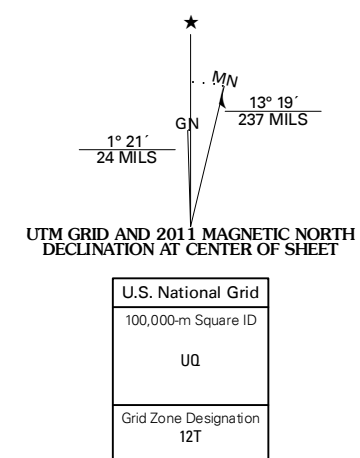 ★
MN
13° 19´
237 MILS
GN
1° 21´
24 MILS
UTM GRID AND 2011 MAGNETIC NORTH
DECLINATION AT CENTER OF SHEET
U.S. National Grid
100,000-m Square ID
UQ
Grid Zone Designation
12T